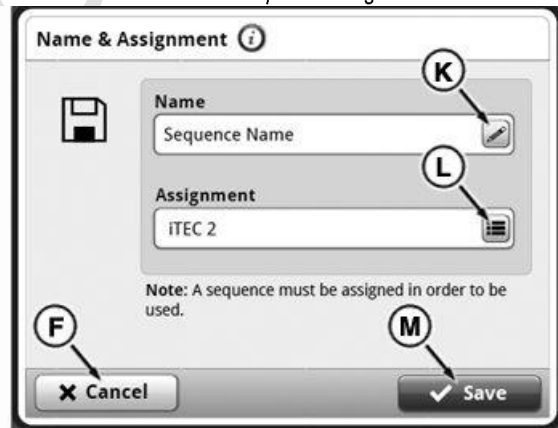 Name & Assignment i
K
Name
Sequence Name
L
Assignment
iTEC 2
Note: A sequence must be assigned in order to be
used.
F
M
Cancel
Save